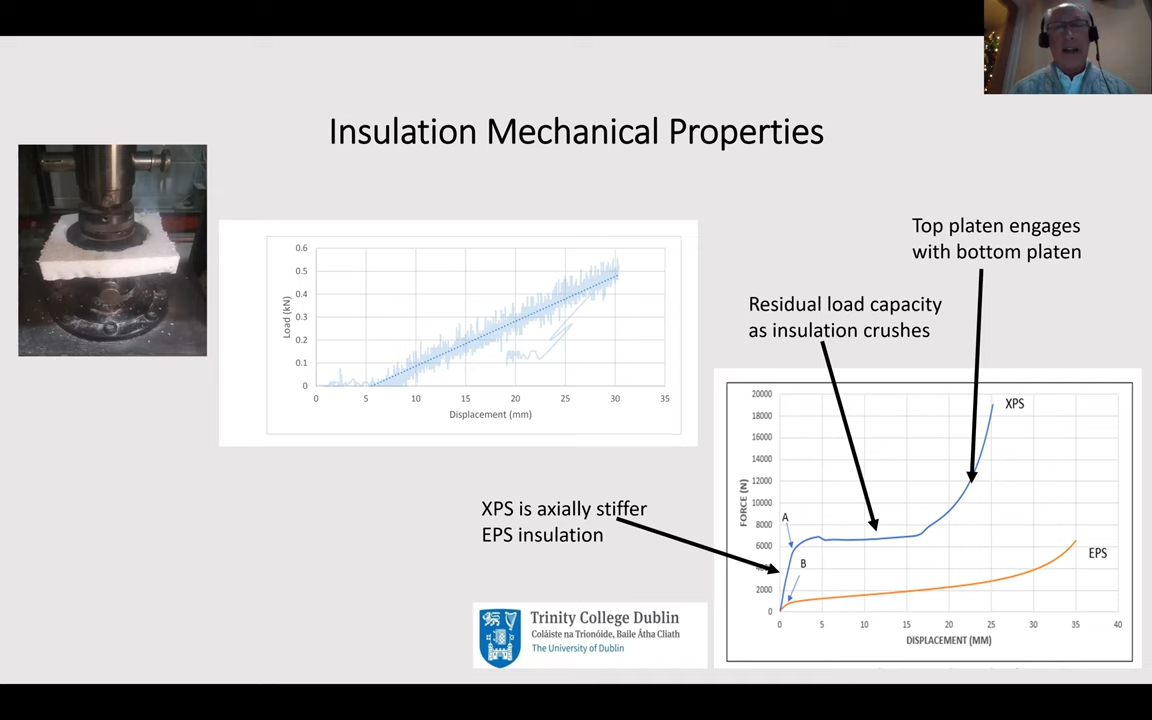 Insulation Mechanical Properties
Top platen engages
with bottom platen
Residual load capacity
as insulation crushes
XPS is axially stiffer
EPS insulation
0.6
0.5
0.4
0.3
0.2
0.1
0
Load (kN)
0 5 10 15 20 25 30 35
Displacement (mm)
20000
18000
16000
14000
12000
10000
8000
6000
2000
0
FORCE (N)
XPS
A
B
EPS
0 5 10 15 20 25 30 35 40
DISPLACEMENT (MM)
Trinity College Dublin
Coláiste na Tríonóide, Baile Átha Cliath
The University of Dublin